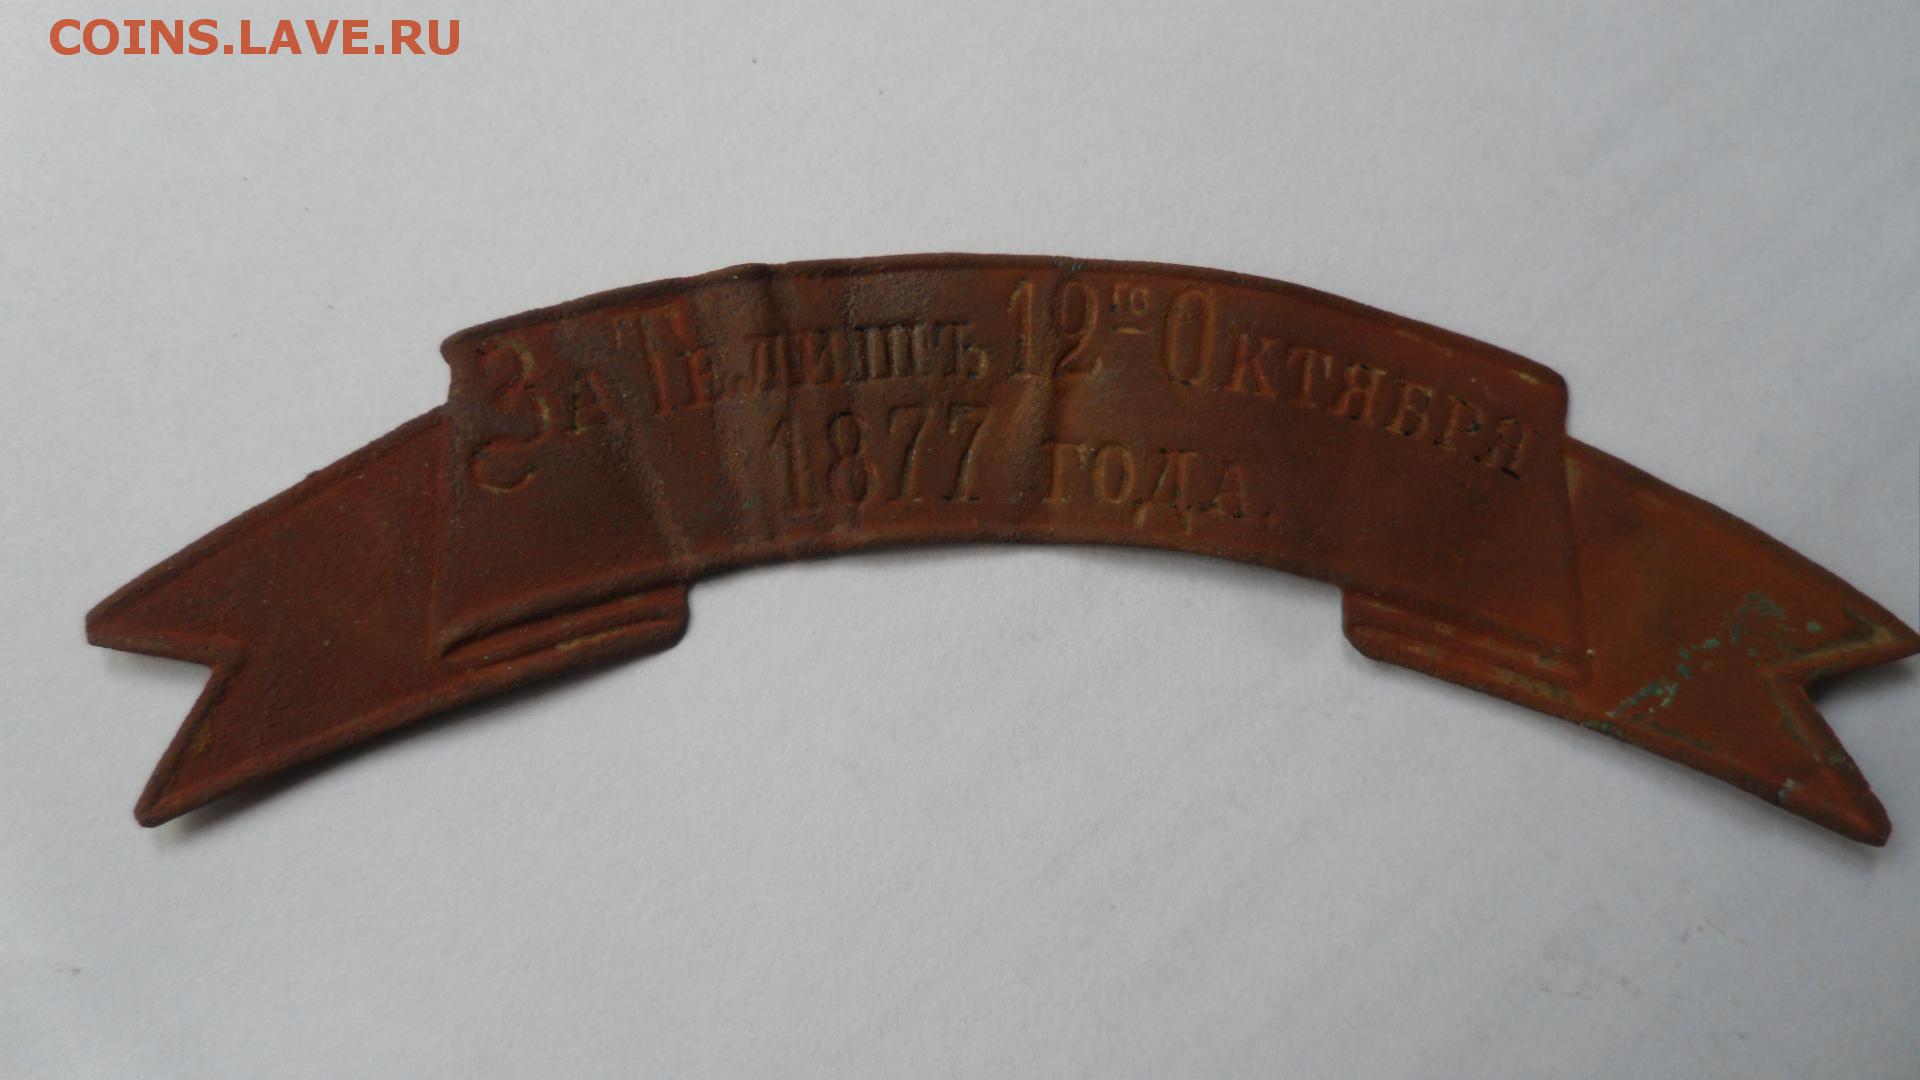 COINS.LAVE.RU
За Телишъ 12го Октября
1877 года.